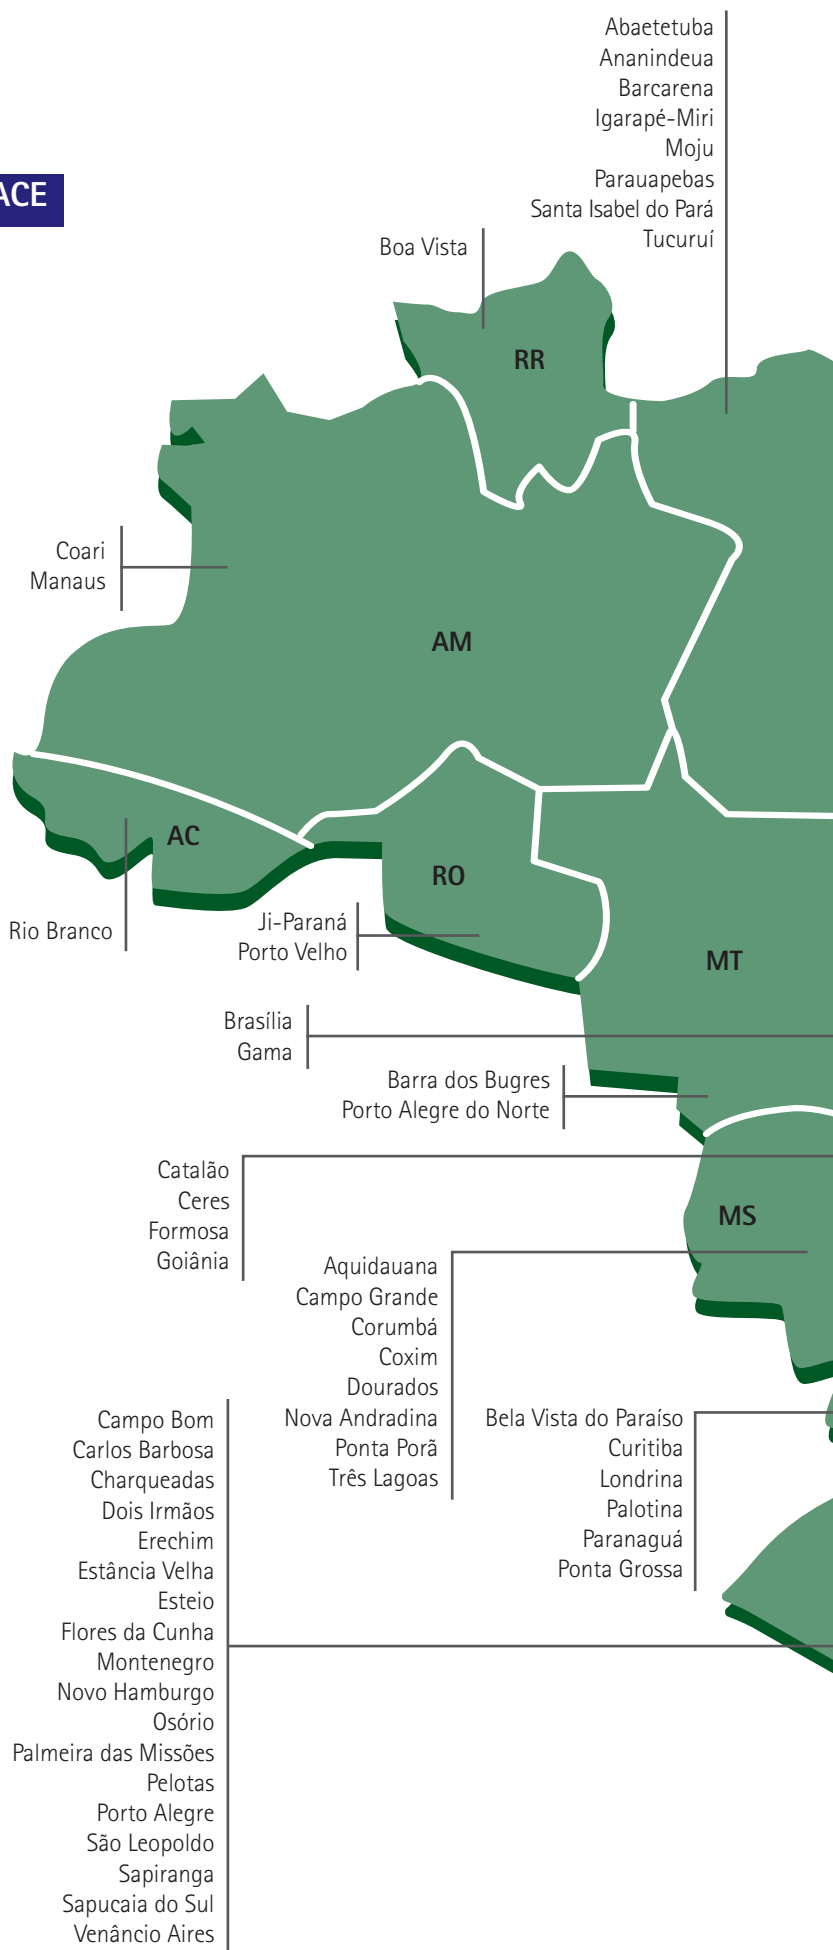 Abaetetuba
Ananindeua
Barcarena
Igarapé-Miri
Moju
Parauapebas
Santa Isabel do Pará
Tucuruí
ACE
Boa Vista
RR
Coari
Manaus
AM
AC
RO
Rio Branco
Ji-Paraná
Porto Velho
MT
Brasília
Gama
Barra dos Bugres
Porto Alegre do Norte
Catalão
Ceres
Formosa
Goiânia
MS
Aquidauana
Campo Grande
Corumbá
Coxim
Dourados
Nova Andradina
Ponta Porã
Três Lagoas
Bela Vista do Paraíso
Curitiba
Londrina
Palotina
Paranaguá
Ponta Grossa
Campo Bom
Carlos Barbosa
Charqueadas
Dois Irmãos
Erechim
Estância Velha
Esteio
Flores da Cunha
Montenegro
Novo Hamburgo
Osório
Palmeira das Missões
Pelotas
Porto Alegre
São Leopoldo
Sapiranga
Sapucaia do Sul
Venâncio Aires